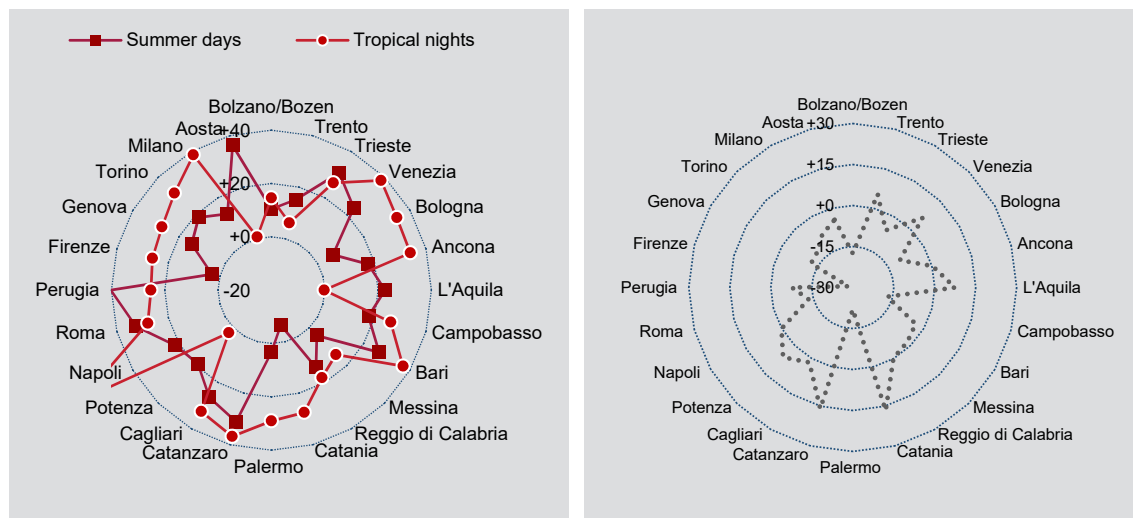 Summer days
Tropical nights
Bolzano/Bozen
Trento
Trieste
Venezia
Bologna
Ancona
L'Aquila
Campobasso
Bari
Messina
Reggio di Calabria
Catania
Palermo
Catanzaro
Cagliari
Potenza
Napoli
Roma
Perugia
Firenze
Genova
Torino
Milano
Aosta
+40
+20
+0
-20
Bolzano/Bozen
Trento
Trieste
Venezia
Bologna
Ancona
L'Aquila
Campobasso
Bari
Messina
Reggio di Calabria
Catania
Palermo
Catanzaro
Cagliari
Potenza
Napoli
Roma
Perugia
Firenze
Genova
Torino
Milano
Aosta
+30
+15
+0
-15
-30